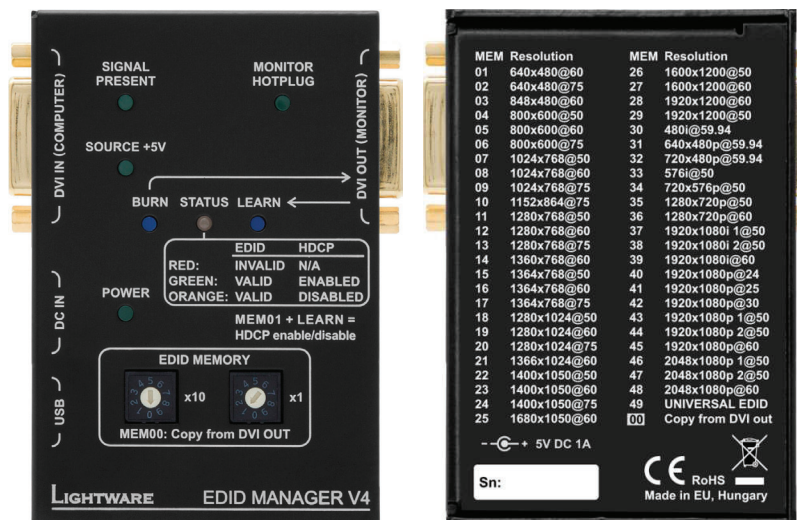 SIGNAL PRESENT
MONITOR HOTPLUG
DVI IN (COMPUTER)
DVI OUT (MONITOR)
SOURCE +5V
BURN STATUS LEARN
EDID HDCP
RED: INVALID N/A
GREEN: VALID ENABLED
ORANGE: VALID DISABLED
DC IN
POWER
MEM01 + LEARN =
HDCP enable/disable
USB
EDID MEMORY
x10
x1
MEM00: Copy from DVI OUT
LIGHTWARE EDID MANAGER V4
MEM Resolution
01 640x480@60
02 640x480@75
03 848x480@60
04 800x600@50
05 800x600@60
06 800x600@75
07 1024x768@50
08 1024x768@60
09 1024x768@75
10 1152x864@75
11 1280x768@50
12 1280x768@60
13 1280x768@75
14 1360x768@60
15 1364x768@50
16 1364x768@60
17 1364x768@75
18 1280x1024@50
19 1280x1024@60
20 1280x1024@75
21 1366x1024@60
22 1400x1050@50
23 1400x1050@60
24 1400x1050@75
25 1680x1050@60
MEM Resolution
26 1600x1200@50
27 1600x1200@60
28 1920x1200@60
29 1920x1200@50
30 480i@59.94
31 640x480p@59.94
32 720x480p@59.94
33 576i@50
34 720x576p@50
35 1280x720p@50
36 1280x720p@60
37 1920x1080i 1@50
38 1920x1080i 2@50
39 1920x1080i@60
40 1920x1080p@24
41 1920x1080p@25
42 1920x1080p@30
43 1920x1080p 1@50
44 1920x1080p 2@50
45 1920x1080p@60
46 2048x1080p 1@50
47 2048x1080p 2@50
48 2048x1080p@60
49 UNIVERSAL EDID
00 Copy from DVI out
5V DC 1A
Sn:
CE RoHS
Made in EU, Hungary